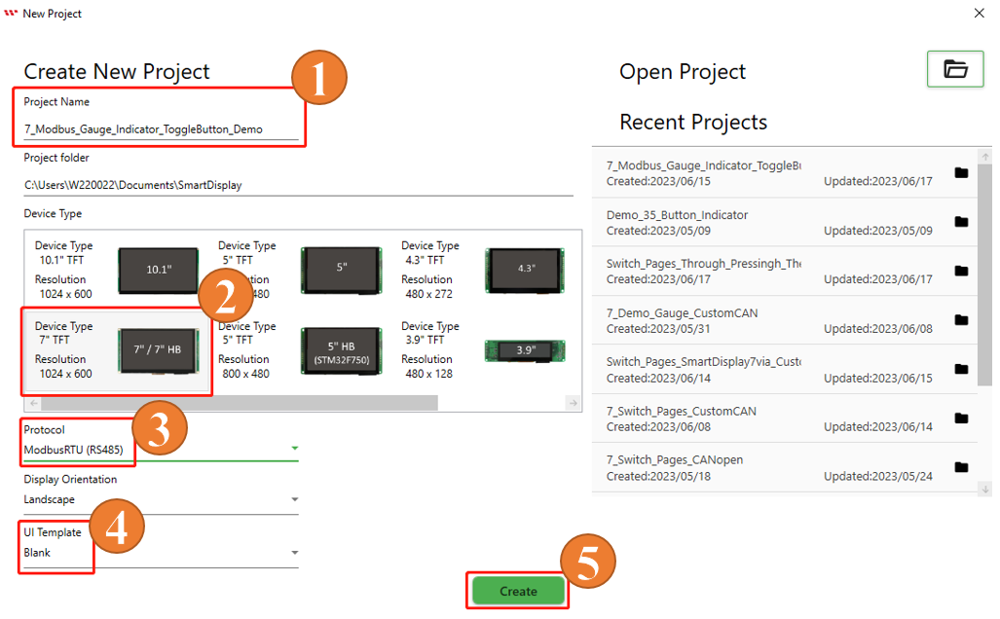 New Project
Create New Project
1
Project Name
7_Modbus_Gauge_Indicator_ToggleButton_Demo
Project folder
C:\Users\W220022\Documents\SmartDisplay
Device Type
Device Type
10.1" TFT
Resolution
1024 x 600
10.1"
Device Type
5" TFT
480
5"
Device Type
4.3" TFT
Resolution
480 x 272
4.3"
2
Device Type
7" TFT
Resolution
1024 x 600
7" / 7" HB
Device Type
5" TFT
Resolution
800 x 480
5" HB
(STM32F750)
Device Type
3.9" TFT
Resolution
480 x 128
3.9"
Protocol
3
ModbusRTU (RS485)
Display Orientation
Landscape
UI Template
4
Blank
Create
5
Open Project
Recent Projects
7_Modbus_Gauge_Indicator_ToggleBu
Created:2023/06/15 Updated:2023/06/17
Demo_35_Button_Indicator
Created:2023/05/09 Updated:2023/05/09
Switch_Pages_Through_Pressingh_The
Created:2023/06/17 Updated:2023/06/17
7_Demo_Gauge_CustomCAN
Created:2023/05/31 Updated:2023/06/08
Switch_Pages_SmartDisplay7via_Custo
Created:2023/06/14 Updated:2023/06/15
7_Switch_Pages_CustomCAN
Created:2023/06/08 Updated:2023/06/14
7_Switch_Pages_CANopen
Created:2023/05/18 Updated:2023/05/24